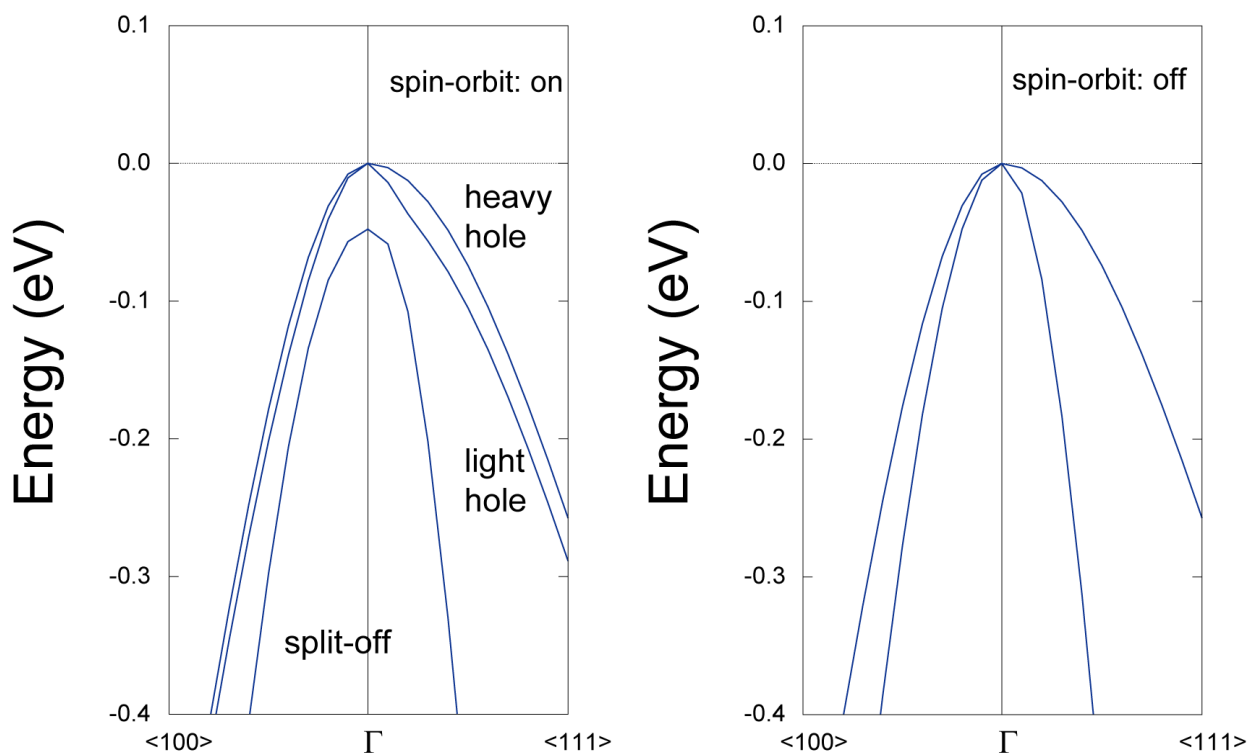 Energy (eV)
0.1
0.0
-0.1
-0.2
-0.3
-0.4
spin-orbit: on
heavy
hole
light
hole
split-off
<100>
Γ
<111>
Energy (eV)
0.1
0.0
-0.1
-0.2
-0.3
-0.4
spin-orbit: off
<100>
Γ
<111>